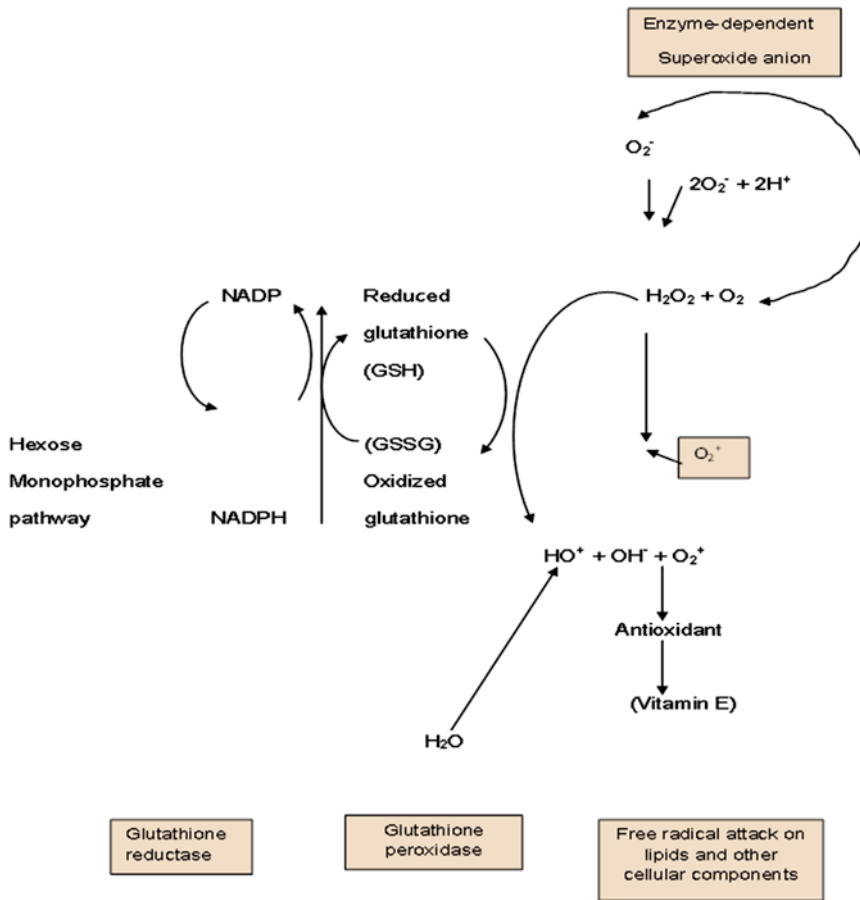 Enzyme-dependent
Superoxide anion
O₂⁻
2O₂⁻ + 2H⁺
NADP
Reduced
glutathione
(GSH)
H₂O₂ + O₂
Hexose
Monophosphate
pathway
NADPH
(GSSG)
Oxidized
glutathione
O₂⁺
HO⁺ + OH⁻ + O₂⁺
Antioxidant
(Vitamin E)
H₂O
Glutathione
reductase
Glutathione
peroxidase
Free radical attack on
lipids and other
cellular components